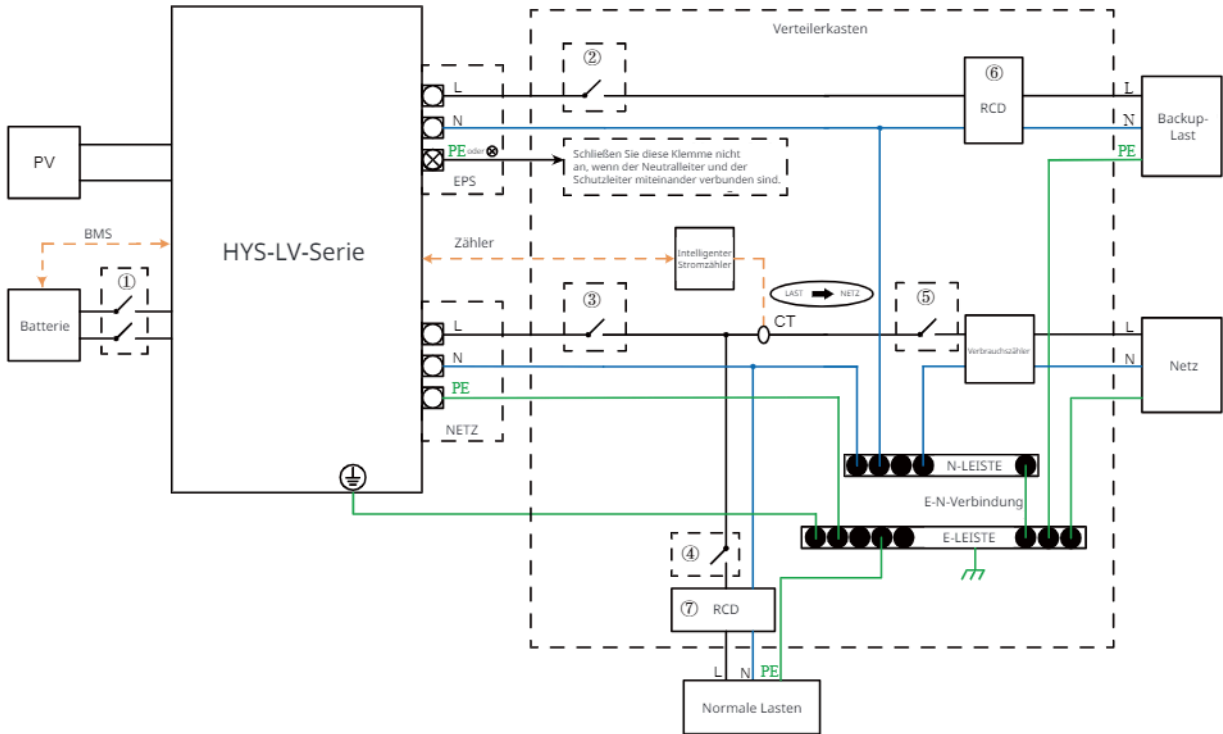 Verteilerkasten
②
⑥
RCD
L
N
PE oder ⊗
EPS
Schließen Sie diese Klemme nicht
an, wenn der Neutralleiter und der
Schutzleiter miteinander verbunden sind.
L
N
PE
Backup-
Last
PV
BMS
HYS-LV-Serie
Zähler
Intelligenter
Stromzähler
LAST
NETZ
①
Batterie
③
CT
⑤
L
N
PE
NETZ
Verbrauchszähler
L
N
Netz
N-LEISTE
E-N-Verbindung
E-LEISTE
④
⑦
RCD
L
N
PE
Normale Lasten